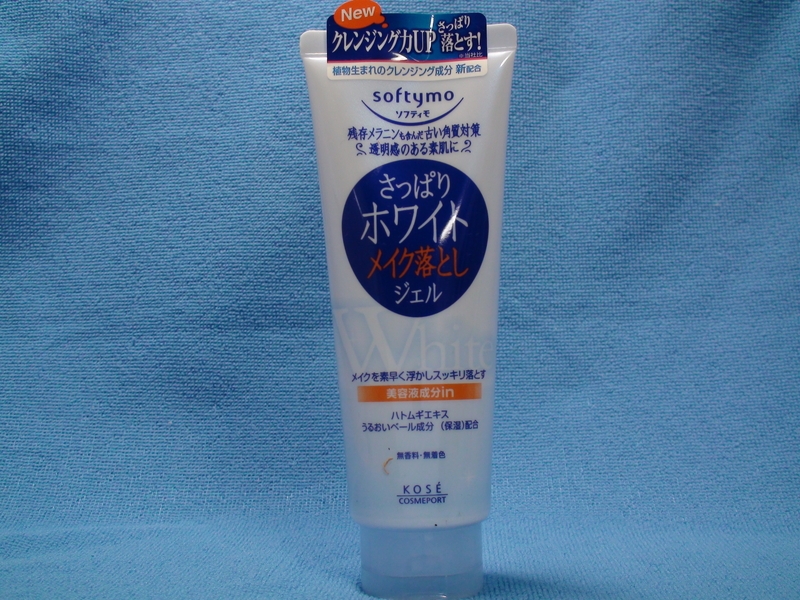 New
クレンジング力UP さっぱり落とす!
※当社比
植物生まれのクレンジング成分 新配合
softymo
ソフティモ
残存メラニンも含んだ古い角質対策
透明感のある素肌に
さっぱり
ホワイト
メイク落とし
ジェル
White
メイクを素早く浮かしスッキリ落とす
美容液成分in
ハトムギエキス
うるおいベール成分 (保湿)配合
無香料・無着色
KOSÉ
COSMEPORT